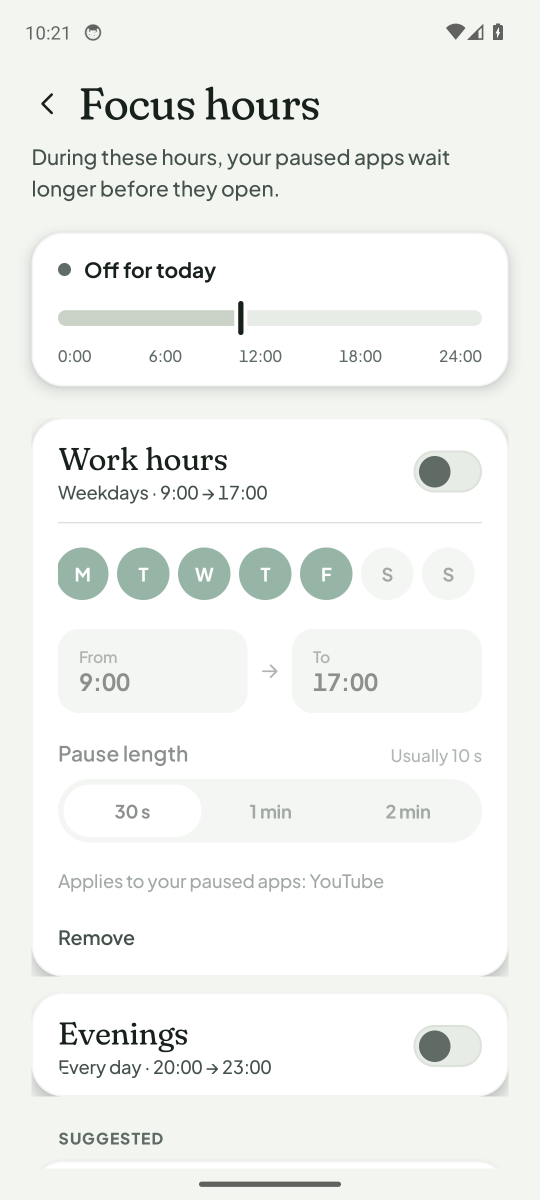 10:21
Focus hours
During these hours, your paused apps wait
longer before they open.
Off for today
0:00 6:00 12:00 18:00 24:00
Work hours
Weekdays · 9:00 → 17:00
M T W T F S S
From
9:00
→
To
17:00
Pause length Usually 10 s
30 s 1 min 2 min
Applies to your paused apps: YouTube
Remove
Evenings
Every day · 20:00 → 23:00
SUGGESTED